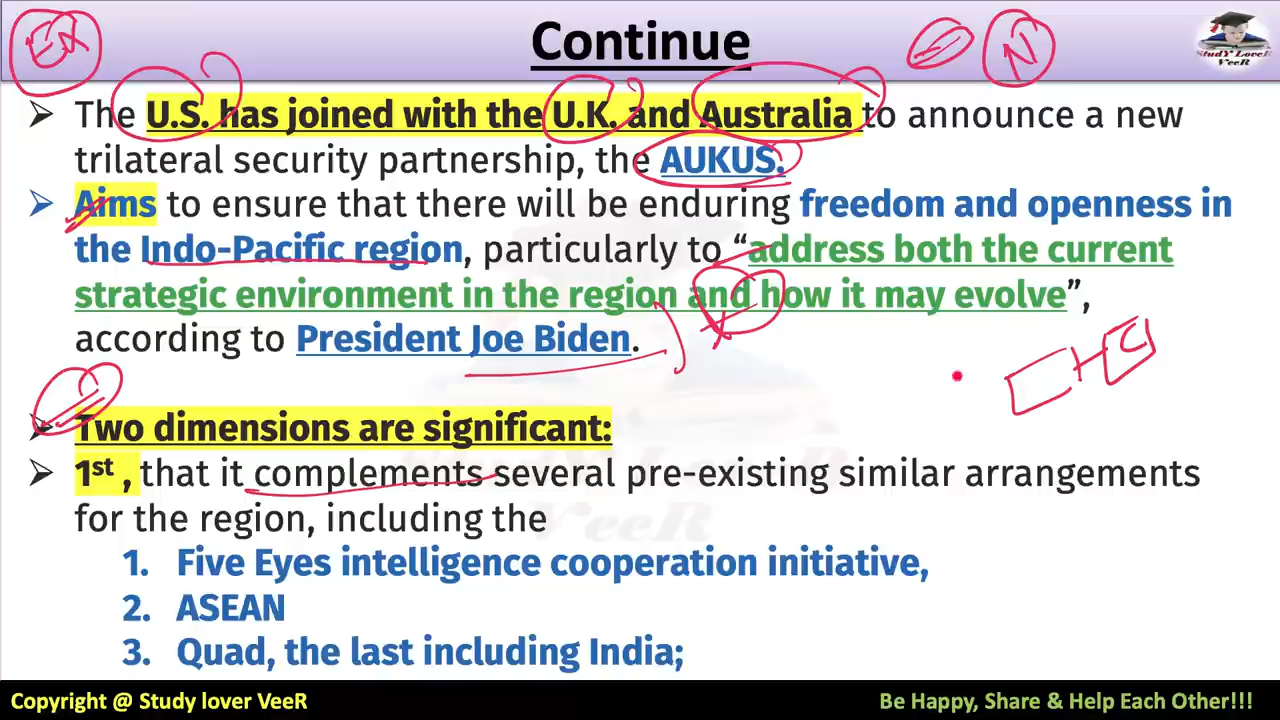 Continue
EX
N
StudY LoveR
VeeR
➤ The U.S. has joined with the U.K. and Australia to announce a new
trilateral security partnership, the AUKUS.
➤ Aims to ensure that there will be enduring freedom and openness in
the Indo-Pacific region, particularly to “address both the current
strategic environment in the region and how it may evolve”,
according to President Joe Biden.
➤ Two dimensions are significant:
➤ 1st , that it complements several pre-existing similar arrangements
for the region, including the
1. Five Eyes intelligence cooperation initiative,
2. ASEAN
3. Quad, the last including India;
VeeR
Copyright @ Study lover VeeR
Be Happy, Share & Help Each Other!!!